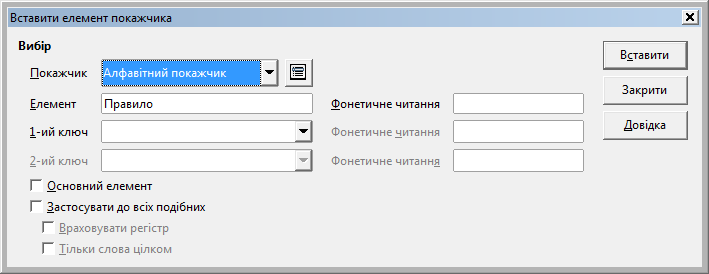 Вставити елемент покажчика
Вибір
Покажчик Алфавітний покажчик
Елемент Правило Фонетичне читання
1-ий ключ Фонетичне читання
2-ий ключ Фонетичне читання
Основний елемент
Застосувати до всіх подібних
Враховувати регістр
Тільки слова цілком
Вставити
Закрити
Довідка